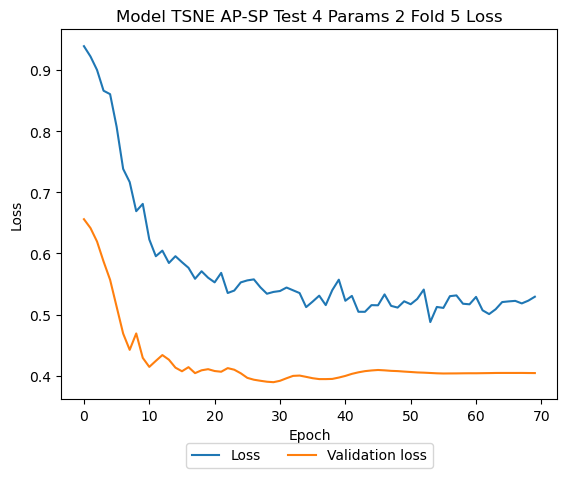 Model TSNE AP-SP Test 4 Params 2 Fold 5 Loss
Loss
0.9
0.8
0.7
0.6
0.5
0.4
0 10 20 30 40 50 60 70
Epoch
Loss Validation loss